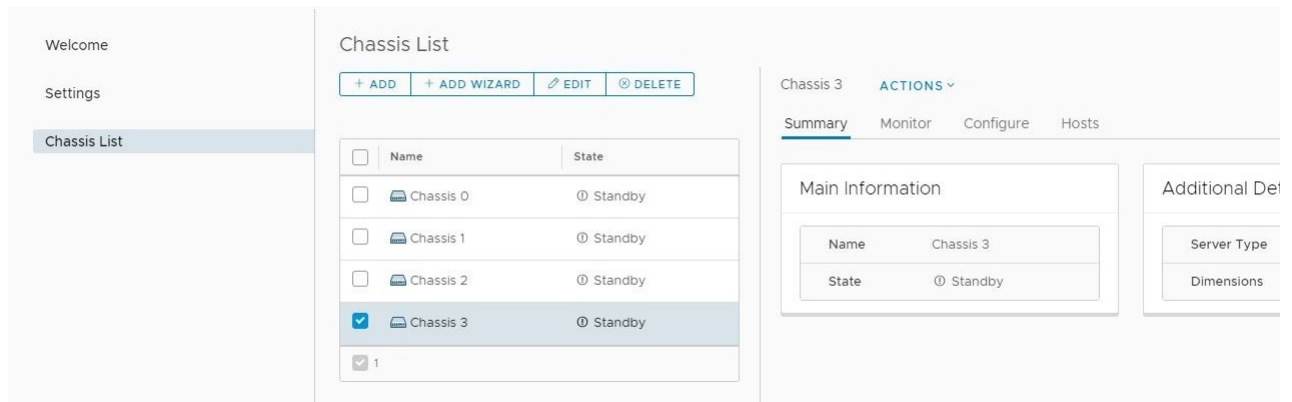 Welcome
Settings
Chassis List
Chassis List
+ ADD + ADD WIZARD EDIT DELETE
Name State
Chassis 0 Standby
Chassis 1 Standby
Chassis 2 Standby
Chassis 3 Standby
1
Chassis 3 ACTIONS
Summary Monitor Configure Hosts
Main Information
Name Chassis 3
State Standby
Additional Det
Server Type
Dimensions